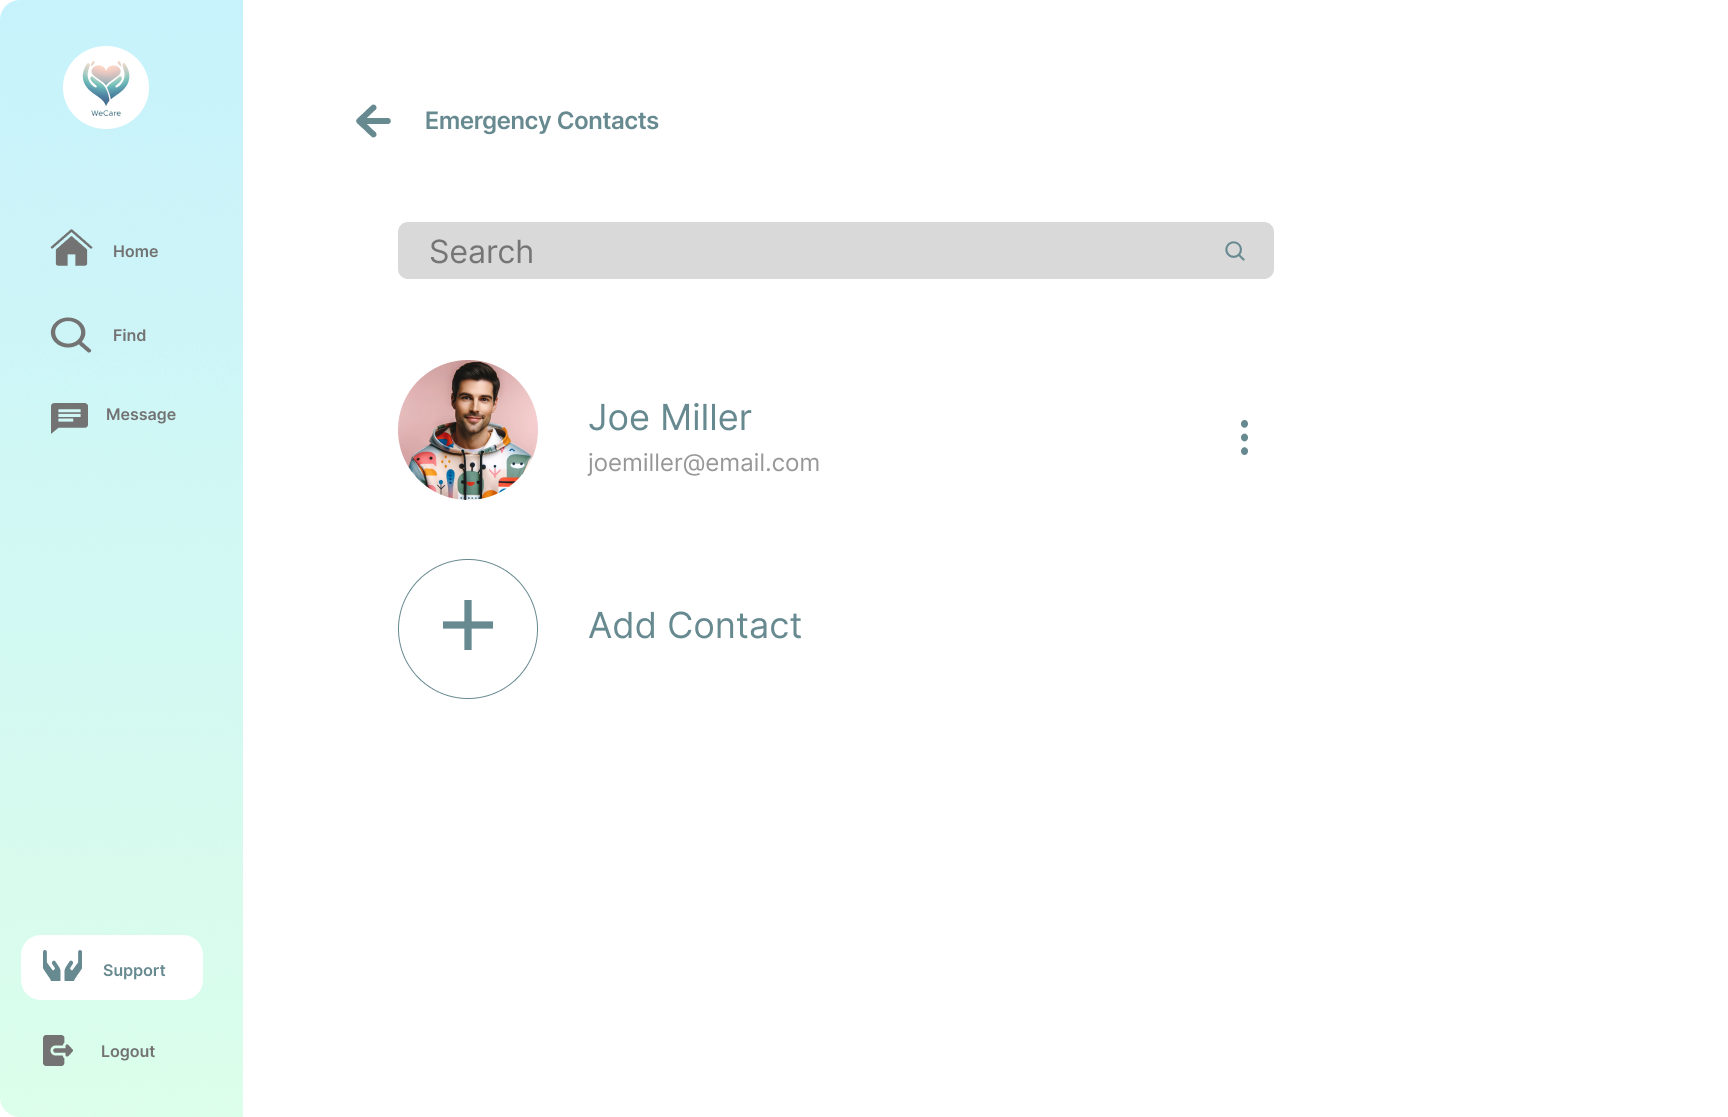 WeCare
Home
Find
Message
Support
Logout
Emergency Contacts
Search
Joe Miller
joemiller@email.com
Add Contact